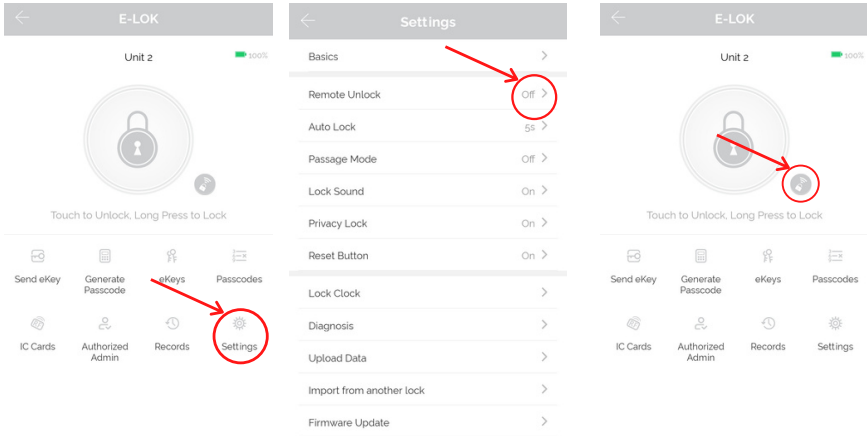 E-LOK
Unit 2
100%
Touch to Unlock, Long Press to Lock
Send eKey
Generate
Passcode
eKeys
Passcodes
IC Cards
Authorized
Admin
Records
Settings
Settings
Basics
Remote Unlock Off
Auto Lock 5s
Passage Mode Off
Lock Sound On
Privacy Lock On
Reset Button On
Lock Clock
Diagnosis
Upload Data
Import from another lock
Firmware Update
E-LOK
Unit 2
100%
Touch to Unlock, Long Press to Lock
Send eKey
Generate
Passcode
eKeys
Passcodes
IC Cards
Authorized
Admin
Records
Settings